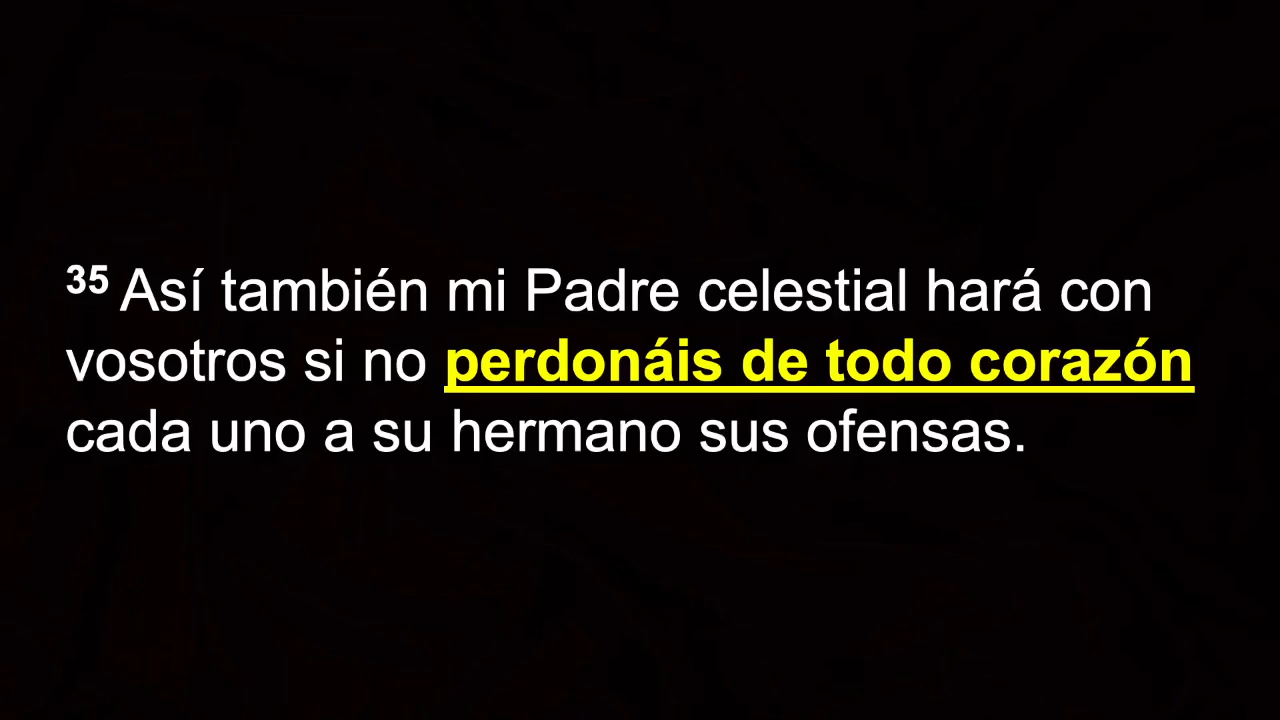 35 Así también mi Padre celestial hará con
vosotros si no perdonáis de todo corazón
cada uno a su hermano sus ofensas.